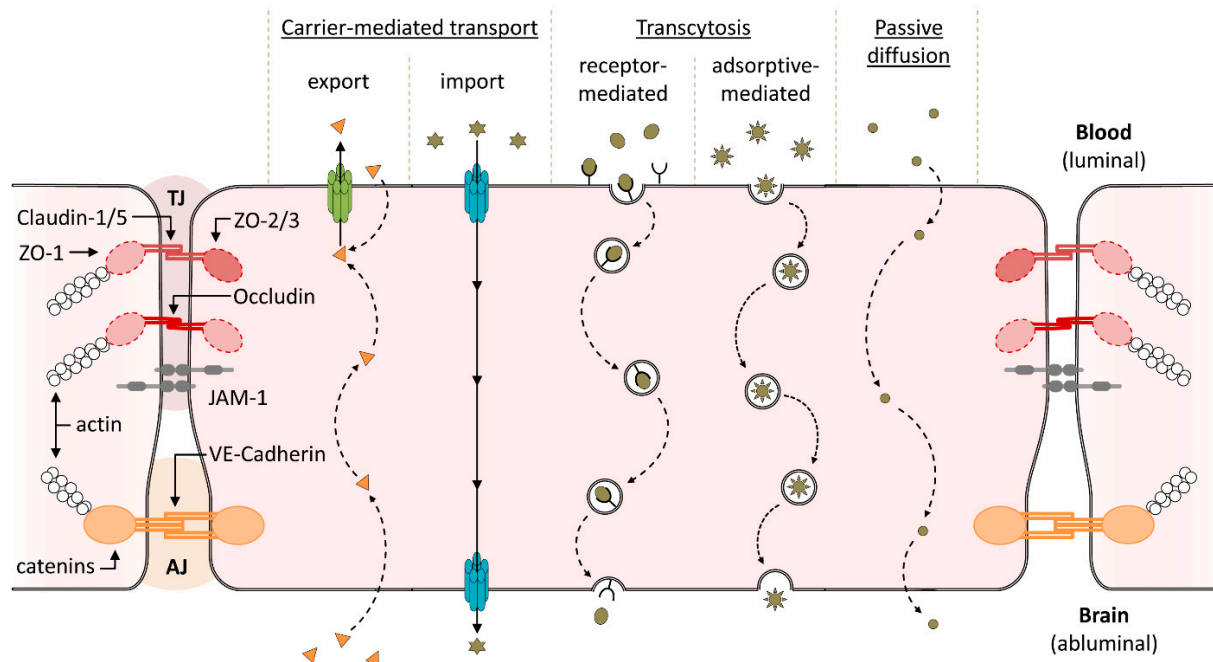 Carrier-mediated transport
Transcytosis
Passive
diffusion
export
import
receptor-
mediated
adsorptive-
mediated
Blood
(luminal)
TJ
Claudin-1/5
ZO-2/3
ZO-1
Occludin
JAM-1
actin
VE-Cadherin
catenins
AJ
Brain
(abluminal)